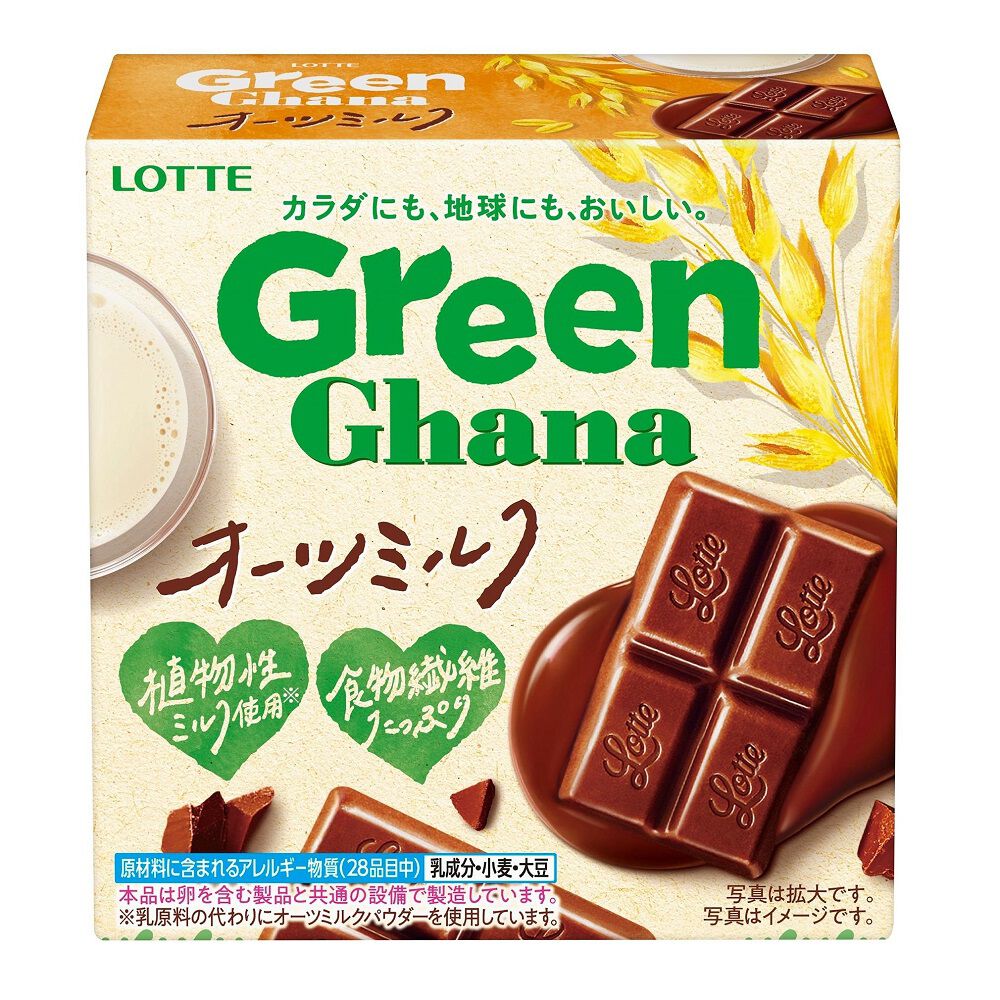 LOTTE
Green
Ghana
オーツミルク
LOTTE
カラダにも、地球にも、おいしい。
Green
Ghana
オーツミルク
植物性
ミルク使用※
食物繊維
たっぷり
Lotte
Lotte
Lotte
Lotte
原材料に含まれるアレルギー物質(28品目中) 乳成分・小麦・大豆
本品は卵を含む製品と共通の設備で製造しています。
※乳原料の代わりにオーツミルクパウダーを使用しています。
写真は拡大です。
写真はイメージです。